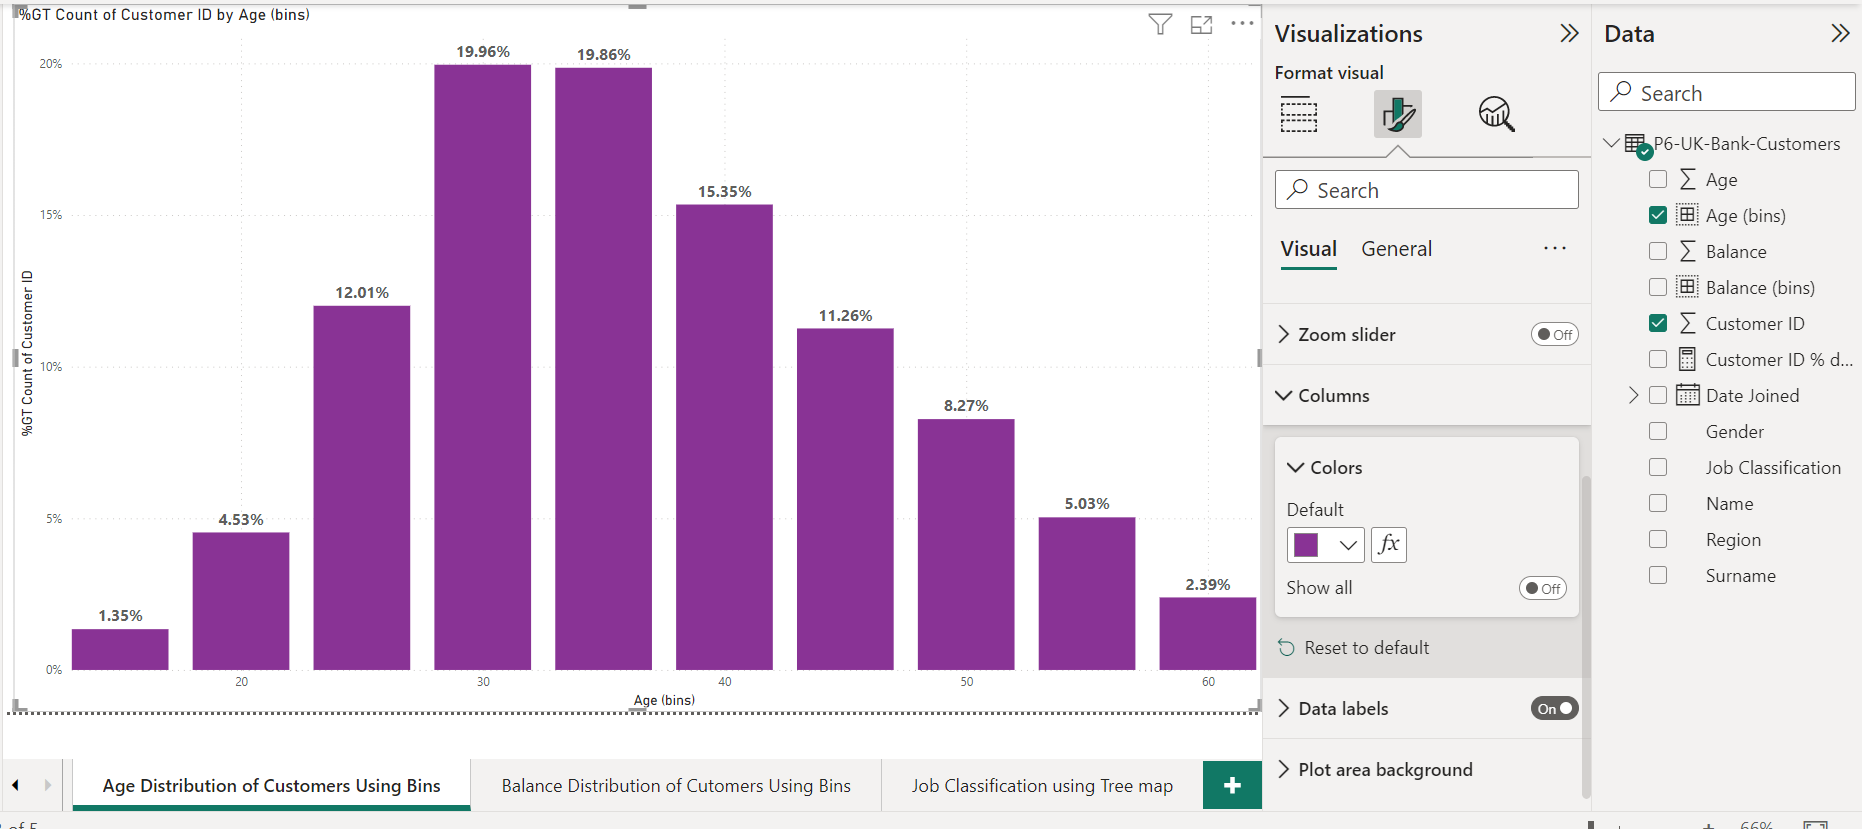 %GT Count of Customer ID by Age (bins)
%GT Count of Customer ID
20%
15%
10%
5%
0%
1.35%
4.53%
12.01%
19.96%
19.86%
15.35%
11.26%
8.27%
5.03%
2.39%
20
30
40
50
60
Age (bins)
Age Distribution of Customers Using Bins
Balance Distribution of Cutomers Using Bins
Job Classification using Tree map
+
of 5
Visualizations
Format visual
Search
Visual
General
Zoom slider
Off
Columns
Colors
Default
fx
Show all
Off
Reset to default
Data labels
On
Plot area background
Data
Search
P6-UK-Bank-Customers
Age
Age (bins)
Balance
Balance (bins)
Customer ID
Customer ID % d...
Date Joined
Gender
Job Classification
Name
Region
Surname
66%